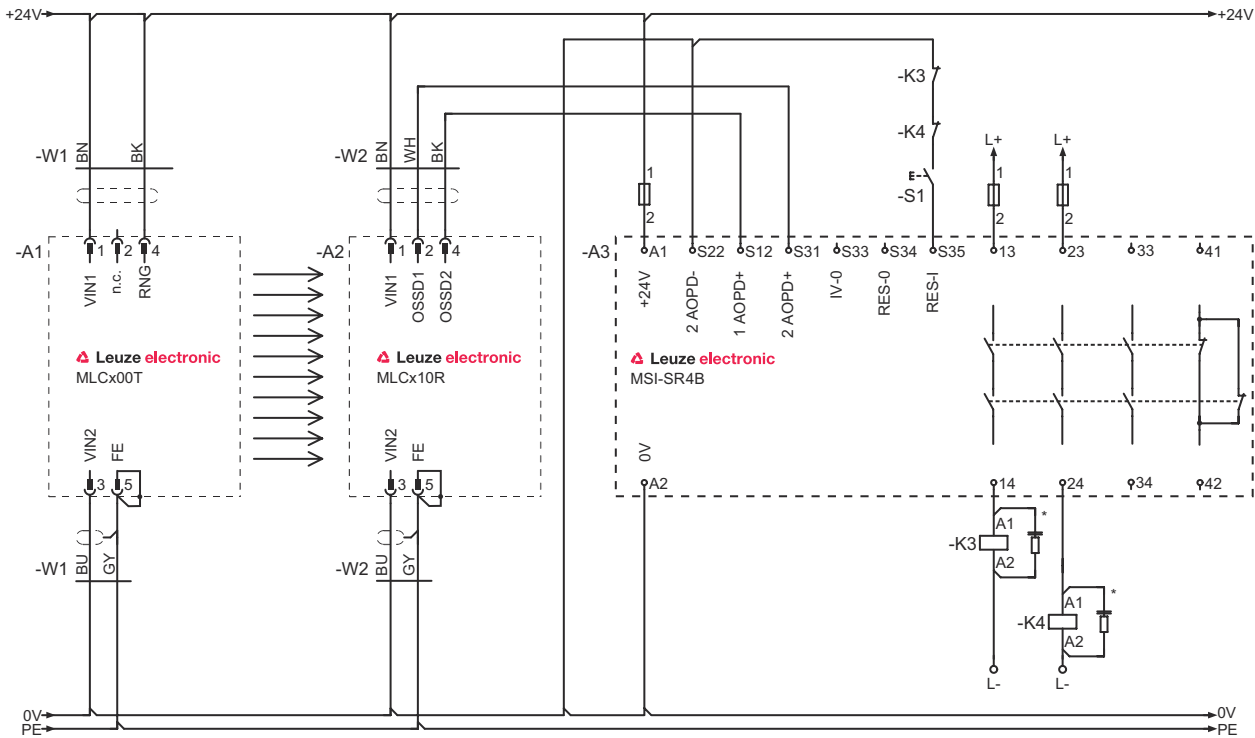 +24V +24V
-K3
-K4 L+ L+
-W1 BN BK -W2 BN WH BK
E-- 1 1 1
-S1
2 2 2
-A1 1 2 4 -A2 1 2 4 -A3 A1 S22 S12 S31 S33 S34 S35 13 23 33 41
VIN1 n.c. RNG VIN1 OSSD1 OSSD2 +24V 2 AOPD- 1 AOPD+ 2 AOPD+ IV-0 RES-0 RES-I
Leuze electronic Leuze electronic Leuze electronic
MLCx00T MLCx10R MSI-SR4B
VIN2 FE VIN2 FE 0V
3 5 3 5 A2 14 24 34 42
A1 *
-K3
A2
-W1 BU GY -W2 BU GY
A1 *
-K4
A2
L- L-
0V 0V
PE PE